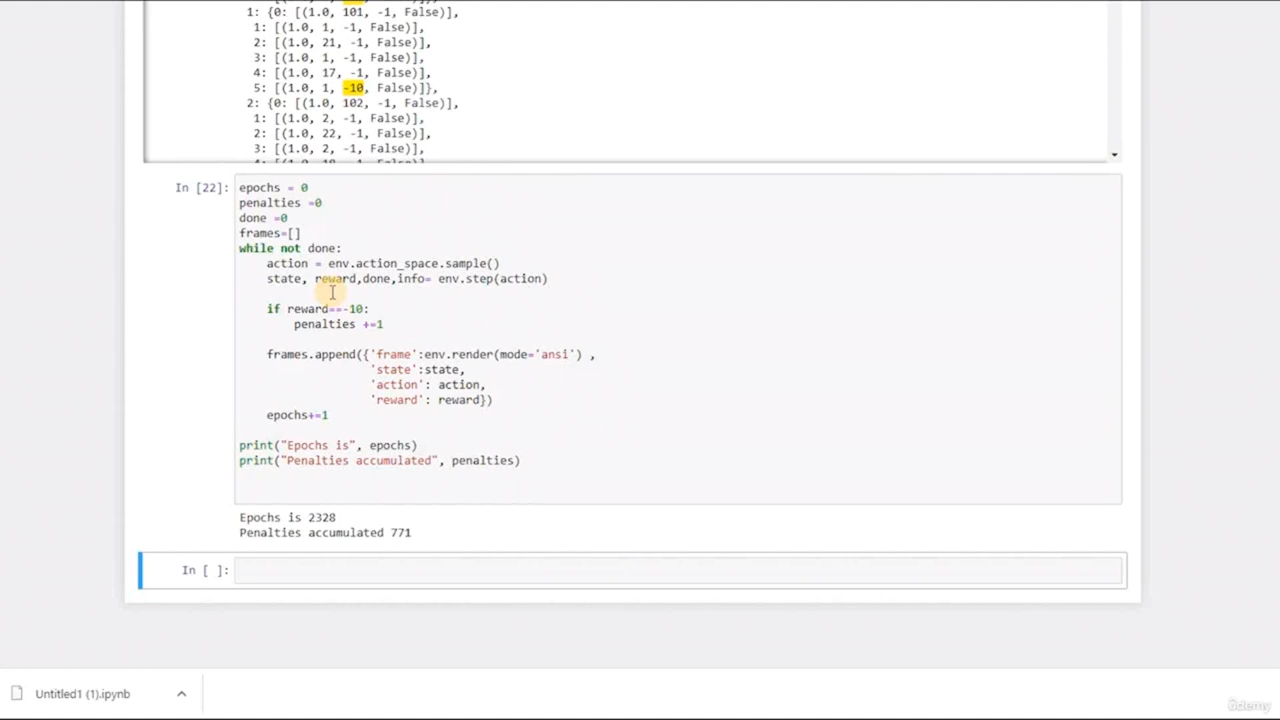 1: {0: [(1.0, 101, -1, False)],
1: [(1.0, 1, -1, False)],
2: [(1.0, 21, -1, False)],
3: [(1.0, 1, -1, False)],
4: [(1.0, 17, -1, False)],
5: [(1.0, 1, -10, False)]},
2: {0: [(1.0, 102, -1, False)],
1: [(1.0, 2, -1, False)],
2: [(1.0, 22, -1, False)],
3: [(1.0, 2, -1, False)],
In [22]:
epochs = 0
penalties =0
done =0
frames=[]
while not done:
action = env.action_space.sample()
state, reward,done,info= env.step(action)
if reward==-10:
penalties +=1
frames.append({'frame':env.render(mode='ansi') ,
'state':state,
'action': action,
'reward': reward})
epochs+=1
print("Epochs is", epochs)
print("Penalties accumulated", penalties)
Epochs is 2328
Penalties accumulated 771
In [ ]:
Untitled1 (1).ipynb
ûdemy